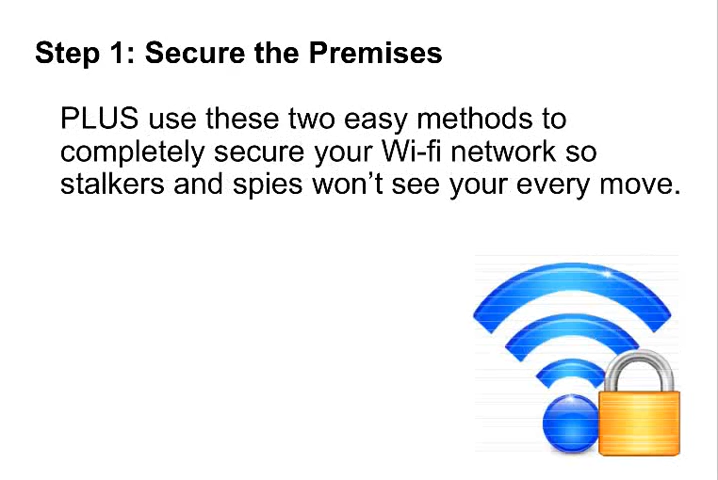 Step 1: Secure the Premises
PLUS use these two easy methods to
completely secure your Wi-fi network so
stalkers and spies won’t see your every move.